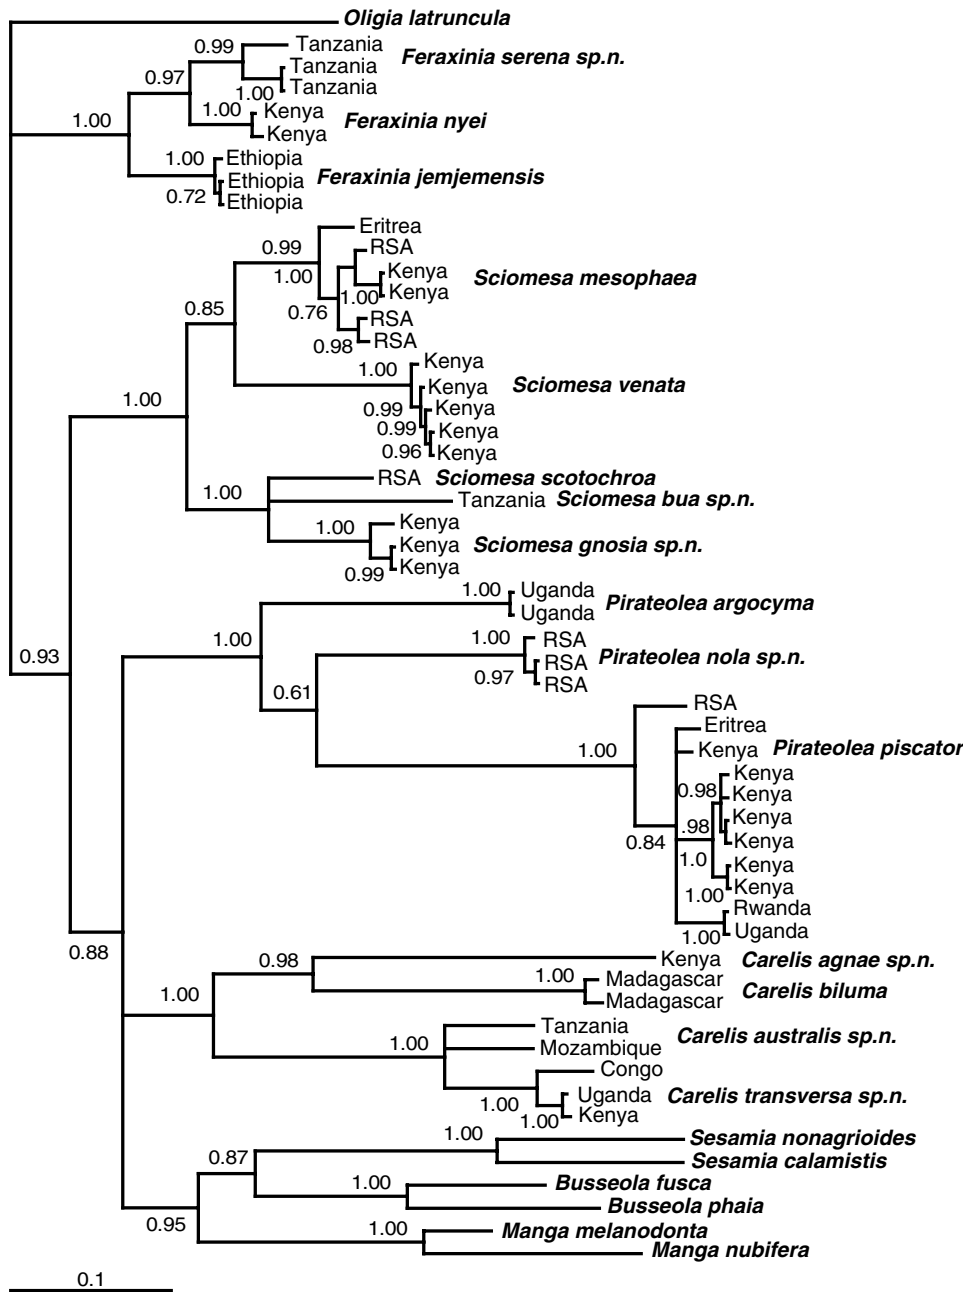 Oligia latruncula
0.99 Tanzania
Feraxinia serena sp.n.
Tanzania
0.97
1.00 Tanzania
1.00 Kenya
1.00 Feraxinia nyei
Kenya
1.00 Ethiopia
Ethiopia Feraxinia jemjemensis
0.72 Ethiopia
Eritrea
0.99 RSA
1.00 Kenya Sciomesa mesophaea
1.00 Kenya
0.85 0.76 RSA
0.98 RSA
1.00 Kenya
Kenya Sciomesa venata
1.00 0.99 Kenya
0.99 Kenya
0.96 Kenya
RSA Sciomesa scotochroa
1.00 Tanzania Sciomesa bua sp.n.
1.00 Kenya
Kenya Sciomesa gnosia sp.n.
0.99 Kenya
1.00 Uganda
Pirateolea argocyma
Uganda
1.00 1.00 RSA
0.93 RSA Pirateolea nola sp.n.
0.97 RSA
0.61
RSA
Eritrea
1.00 Kenya Pirateolea piscator
Kenya
0.98 Kenya
Kenya
.98
0.84 Kenya
1.0 Kenya
1.00 Kenya
Rwanda
1.00 Uganda
0.88
0.98 Kenya Carelis agnae sp.n.
1.00 Madagascar
Carelis biluma
1.00 Madagascar
Tanzania
Carelis australis sp.n.
1.00 Mozambique
Congo
Uganda Carelis transversa sp.n.
1.00
1.00 Kenya
1.00 Sesamia nonagrioides
0.87 Sesamia calamistis
1.00 Busseola fusca
Busseola phaia
0.95
1.00 Manga melanodonta
Manga nubifera
0.1